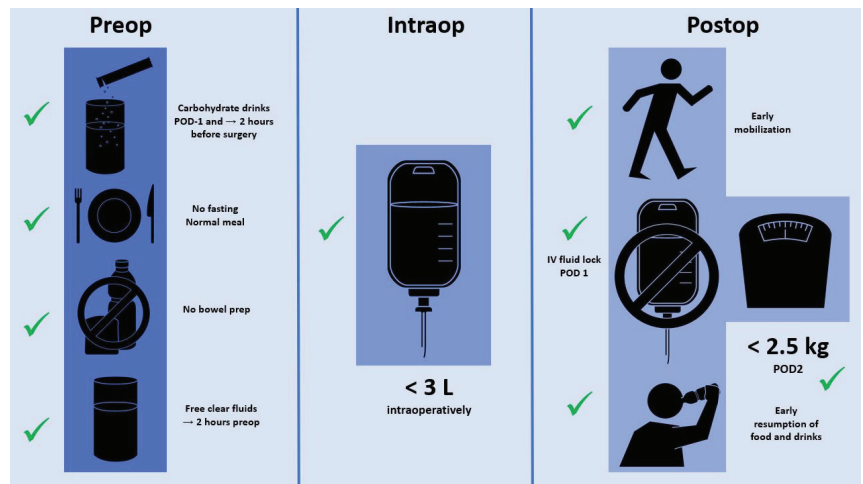 Preop
Carbohydrate drinks
POD-1 and → 2 hours
before surgery
No fasting
Normal meal
No bowel prep
Free clear fluids
→ 2 hours preop
Intraop
< 3 L
intraoperatively
Postop
Early
mobilization
IV fluid lock
POD 1
< 2.5 kg
POD2
Early
resumption of
food and drinks